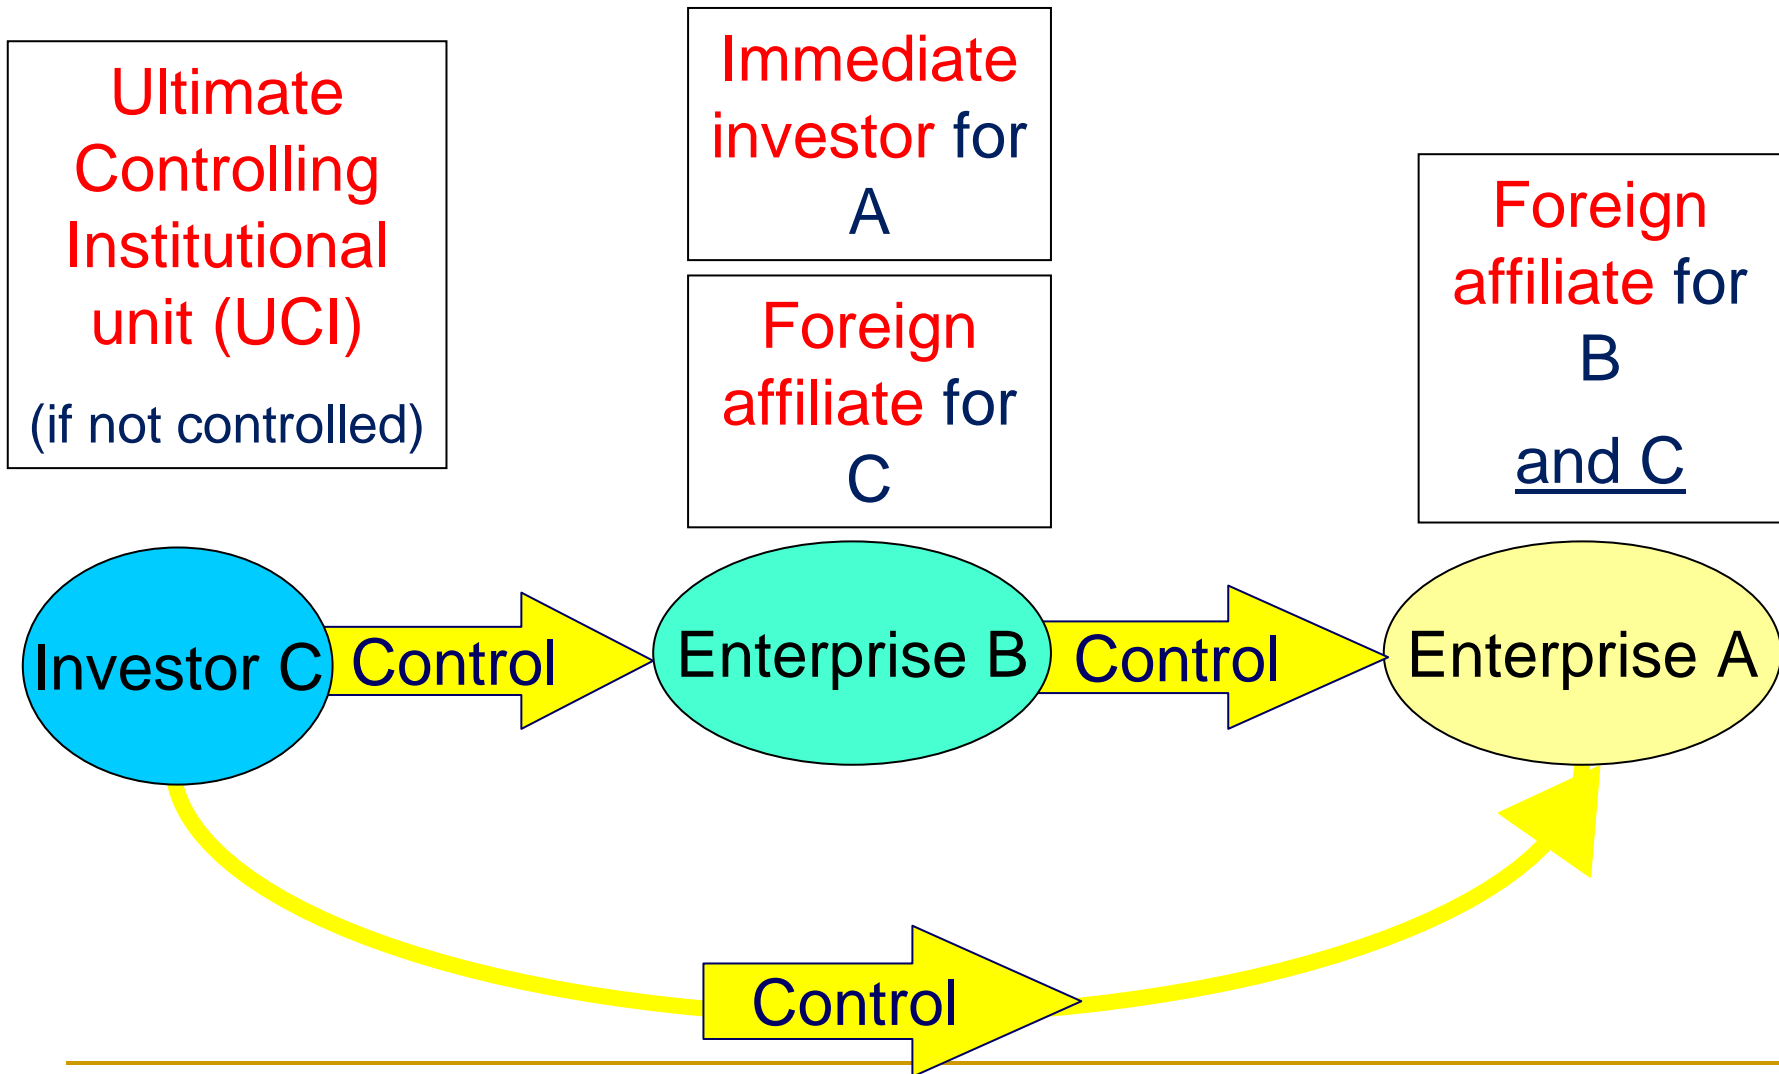 Ultimate
Controlling
Institutional
unit (UCI)
(if not controlled)
Immediate
investor for
A
Foreign
affiliate for
C
Foreign
affiliate for
B
and C
Investor C
Control
Enterprise B
Control
Enterprise A
Control